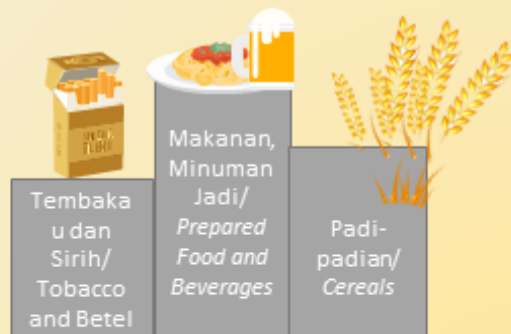 Tembaka
u dan
Sirih/
Tobacco
and Betel
Makanan,
Minuman
Jadi/
Prepared
Food and
Beverages
Padi-
padian/
Cereals